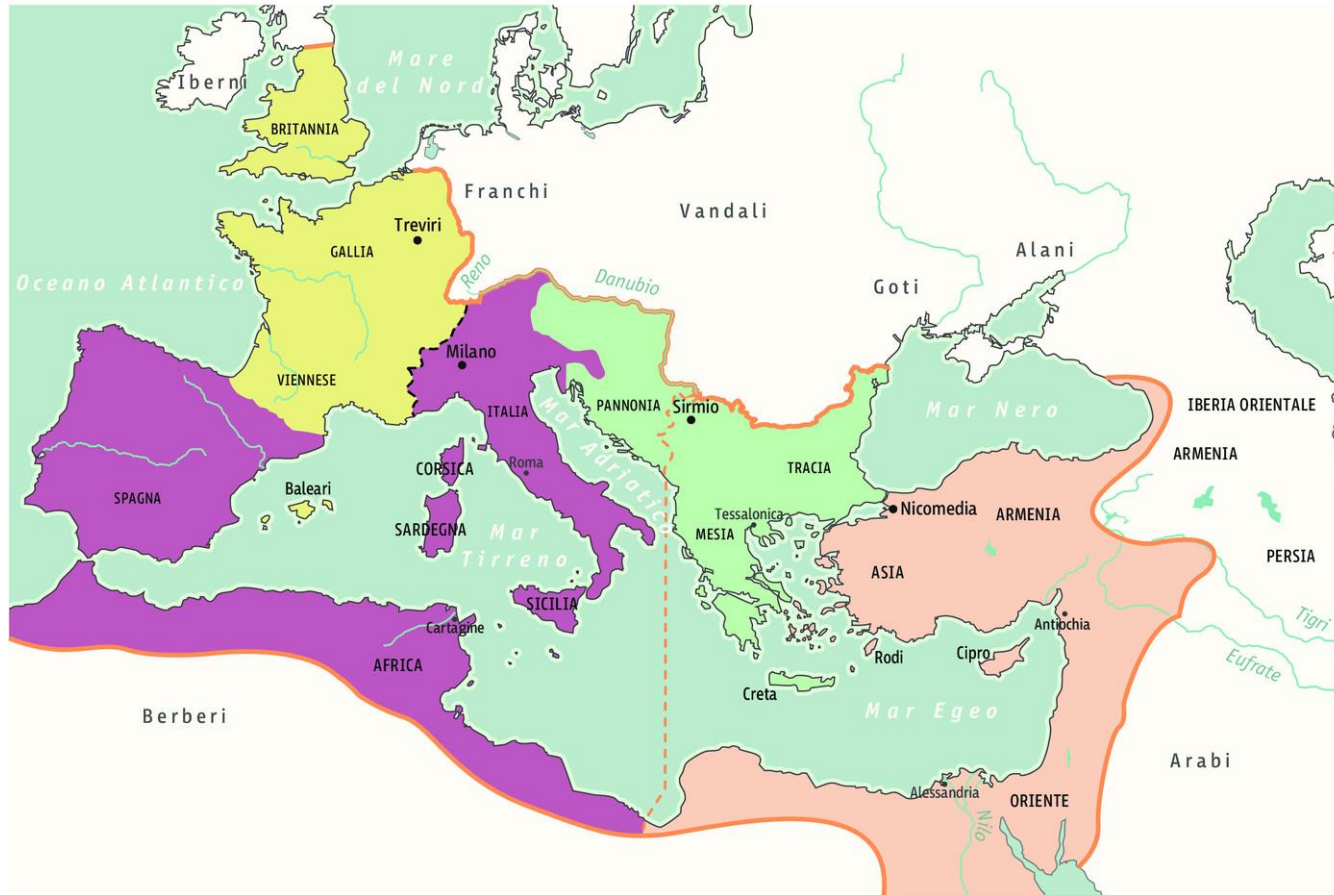 Mare
del Nord
Iberni
BRITANNIA
Franchi
Vandali
Treviri
GALLIA
Alani
Oceano Atlantico
Reno
Danubio
Goti
Milano
VIENNESE
PANNONIA
Sirmio
Mar Nero
IBERIA ORIENTALE
ITALIA
Mar Adriatico
ARMENIA
CORSICA
Roma
TRACIA
Baleari
SPAGNA
Tessalonica
Nicomedia
ARMENIA
SARDEGNA
Mar
Tirreno
MESIA
PERSIA
ASIA
SICILIA
Cartagine
Antiochia
Tigri
AFRICA
Rodi
Cipro
Eufrate
Creta
Berberi
Mar Egeo
Arabi
Alessandria
ORIENTE
Nilo